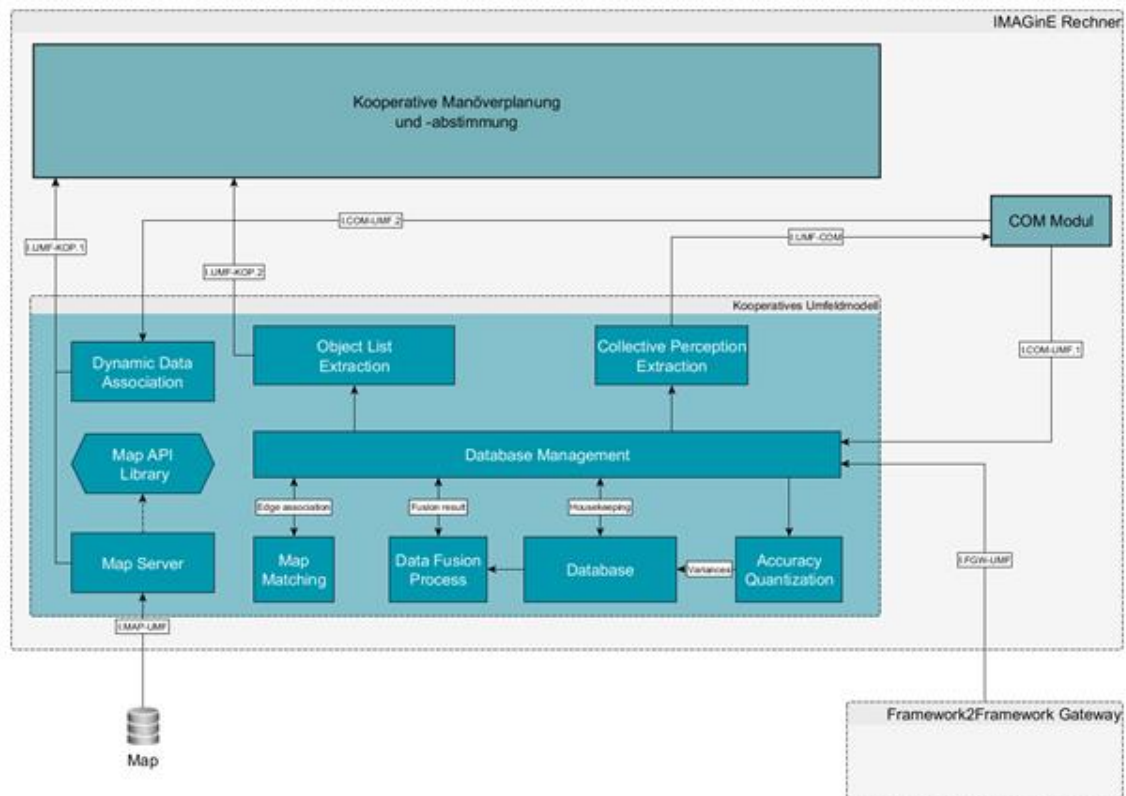 IMAGinE Rechner
Kooperative Manöverplanung
und -abstimmung
COM Modul
I.COM-UMF.2
I.UMF-COM
I.UMF-KOP.1
I.UMF-KOP.2
Kooperatives Umfeldmodell
I.COM-UMF.1
Dynamic Data
Association
Object List
Extraction
Collective Perception
Extraction
Map API
Library
Database Management
Edge association
Fusion result
Housekeeping
Map Server
Map
Matching
Data Fusion
Process
Database
Variances
Accuracy
Quantization
I.FGW-UMF
I.MAP-UMF
Map
Framework2Framework Gateway